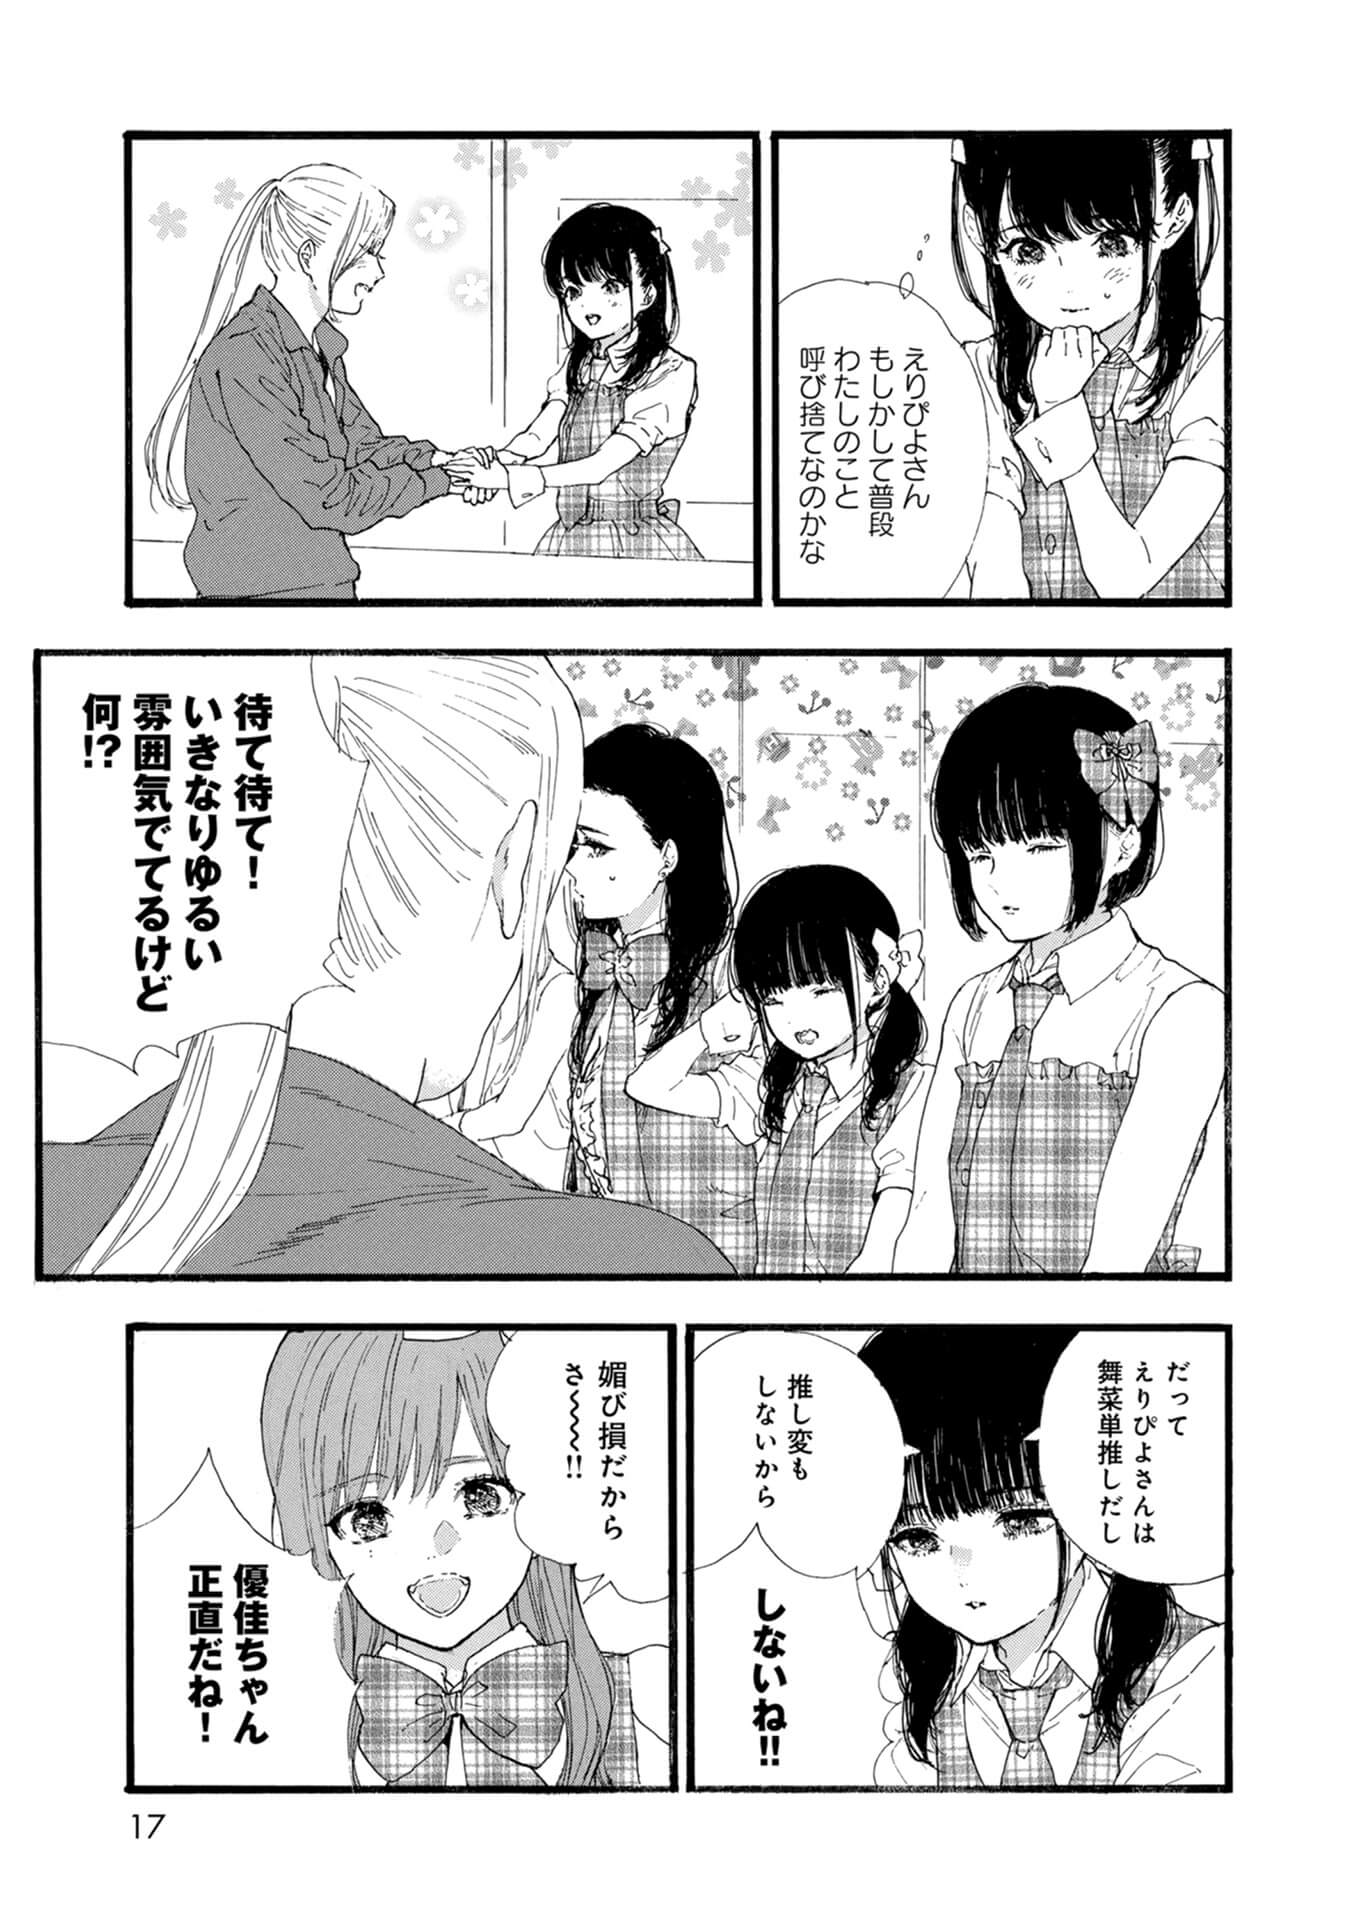 えりぴよさん
もしかして普段
わたしのこと
呼び捨てなのかな
待て待て！
いきなりゆるい
雰囲気でてるけど
何!?
だって
えりぴよさんは
舞菜単推しだし
推し変も
しないから
しないね!!
媚び損だから
さ〜〜〜!!
優佳ちゃん
正直だね！
17